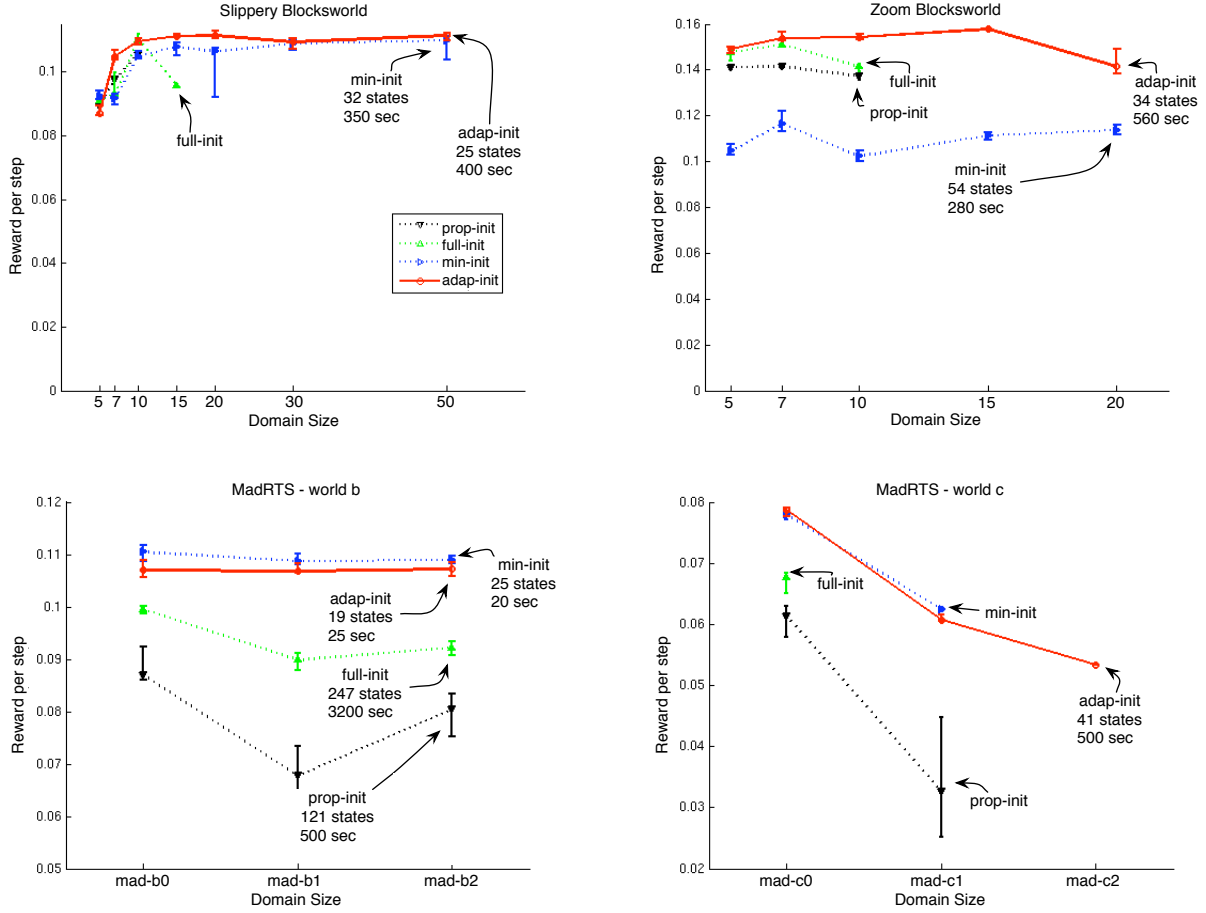 Slippery Blocksworld
0.1
0.08
0.06
0.04
0.02
0
Reward per step
5
7
10
15
20
30
50
Domain Size
full-init
min-init
32 states
350 sec
adap-init
25 states
400 sec
prop-init
full-init
min-init
adap-init
Zoom Blocksworld
0.16
0.14
0.12
0.1
0.08
0.06
0.04
0.02
0
Reward per step
5
7
10
15
20
Domain Size
full-init
prop-init
adap-init
34 states
560 sec
min-init
54 states
280 sec
MadRTS - world b
0.12
0.11
0.1
0.09
0.08
0.07
0.06
0.05
Reward per step
mad-b0
mad-b1
mad-b2
Domain Size
min-init
25 states
20 sec
adap-init
19 states
25 sec
full-init
247 states
3200 sec
prop-init
121 states
500 sec
MadRTS - world c
0.08
0.07
0.06
0.05
0.04
0.03
0.02
Reward per step
mad-c0
mad-c1
mad-c2
Domain Size
full-init
min-init
adap-init
41 states
500 sec
prop-init